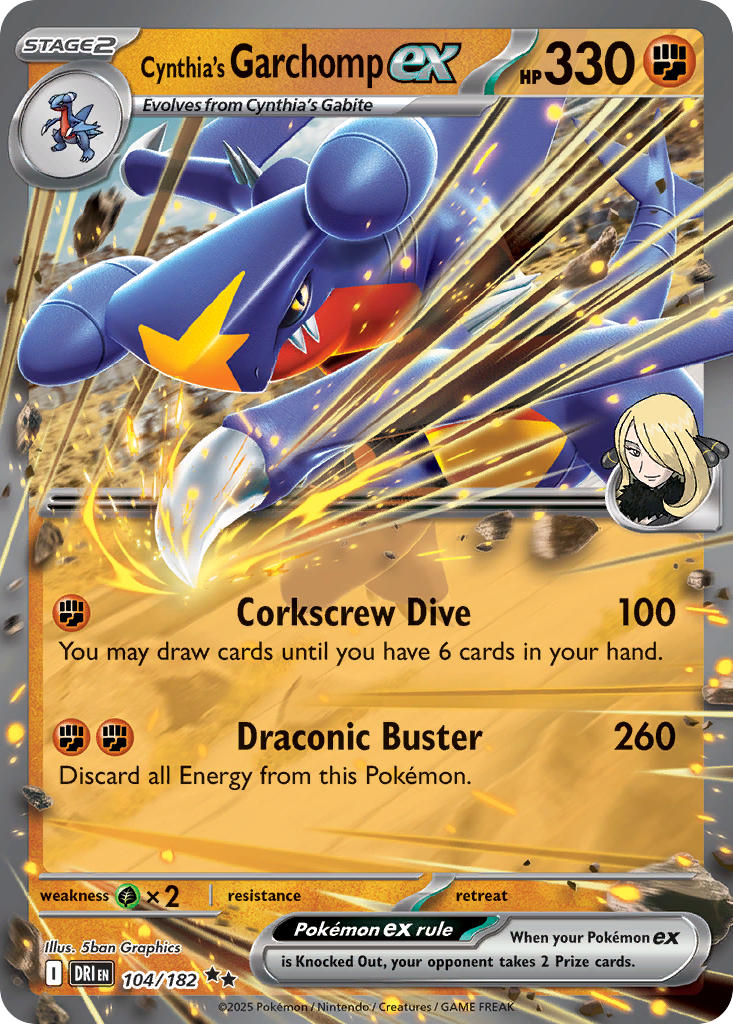 STAGE2
Cynthia's Garchomp ex HP 330
Evolves from Cynthia's Gabite
Corkscrew Dive 100
You may draw cards until you have 6 cards in your hand.
Draconic Buster 260
Discard all Energy from this Pokémon.
weakness ×2 resistance retreat
Illus. 5ban Graphics
Pokémon ex rule When your Pokémon ex
is Knocked Out, your opponent takes 2 Prize cards.
I DRI EN 104/182 ★★
©2025 Pokémon / Nintendo / Creatures / GAME FREAK